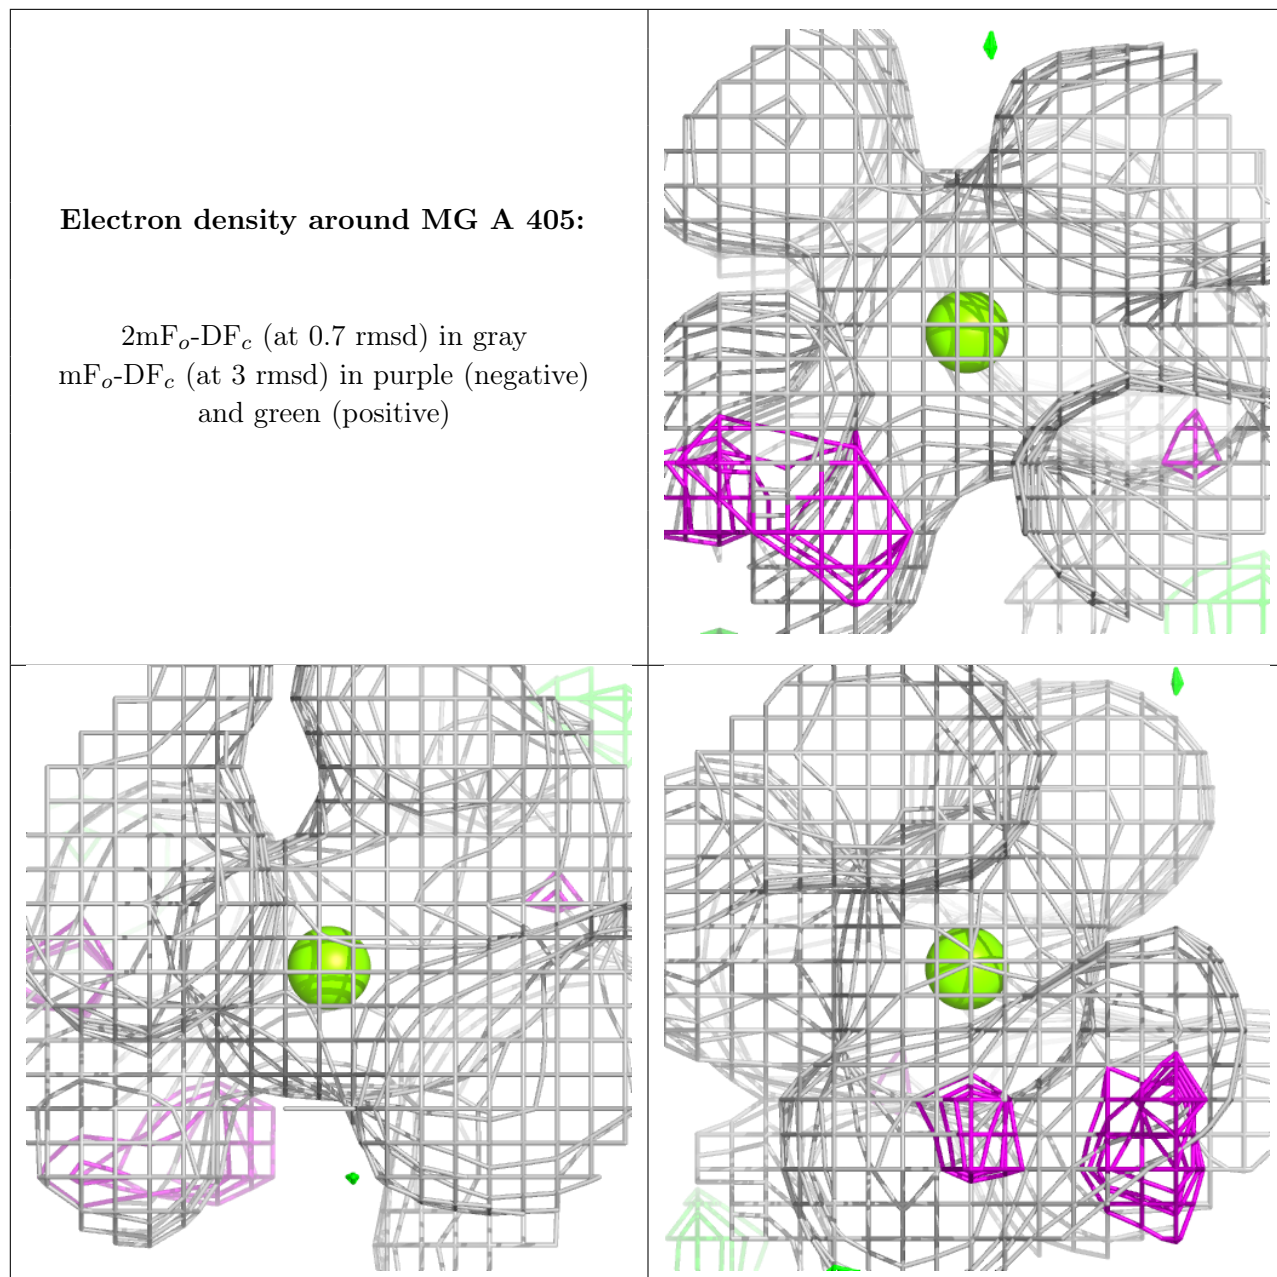 Electron density around MG A 405:
2mFo-DFc (at 0.7 rmsd) in gray
mFo-DFc (at 3 rmsd) in purple (negative)
and green (positive)